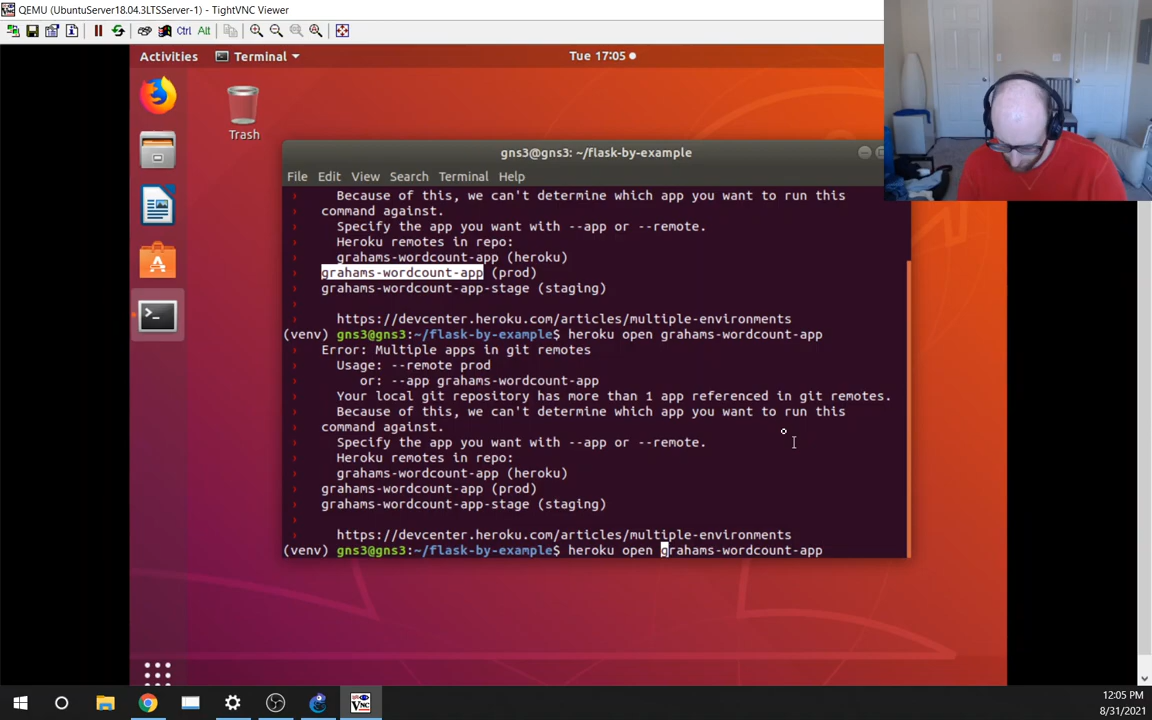 QEMU (UbuntuServer18.04.3LTSServer-1) - TightVNC Viewer
Ctrl Alt
Activities Terminal Tue 17:05
Trash
gns3@gns3: ~/flask-by-example
File Edit View Search Terminal Help
› Because of this, we can't determine which app you want to run this
› command against.
› Specify the app you want with --app or --remote.
› Heroku remotes in repo:
› grahams-wordcount-app (heroku)
› grahams-wordcount-app (prod)
› grahams-wordcount-app-stage (staging)
›
› https://devcenter.heroku.com/articles/multiple-environments
(venv) gns3@gns3:~/flask-by-example$ heroku open grahams-wordcount-app
› Error: Multiple apps in git remotes
› Usage: --remote prod
› or: --app grahams-wordcount-app
› Your local git repository has more than 1 app referenced in git remotes.
› Because of this, we can't determine which app you want to run this
› command against.
› Specify the app you want with --app or --remote.
› Heroku remotes in repo:
› grahams-wordcount-app (heroku)
› grahams-wordcount-app (prod)
› grahams-wordcount-app-stage (staging)
›
› https://devcenter.heroku.com/articles/multiple-environments
(venv) gns3@gns3:~/flask-by-example$ heroku open grahams-wordcount-app
12:05 PM
8/31/2021